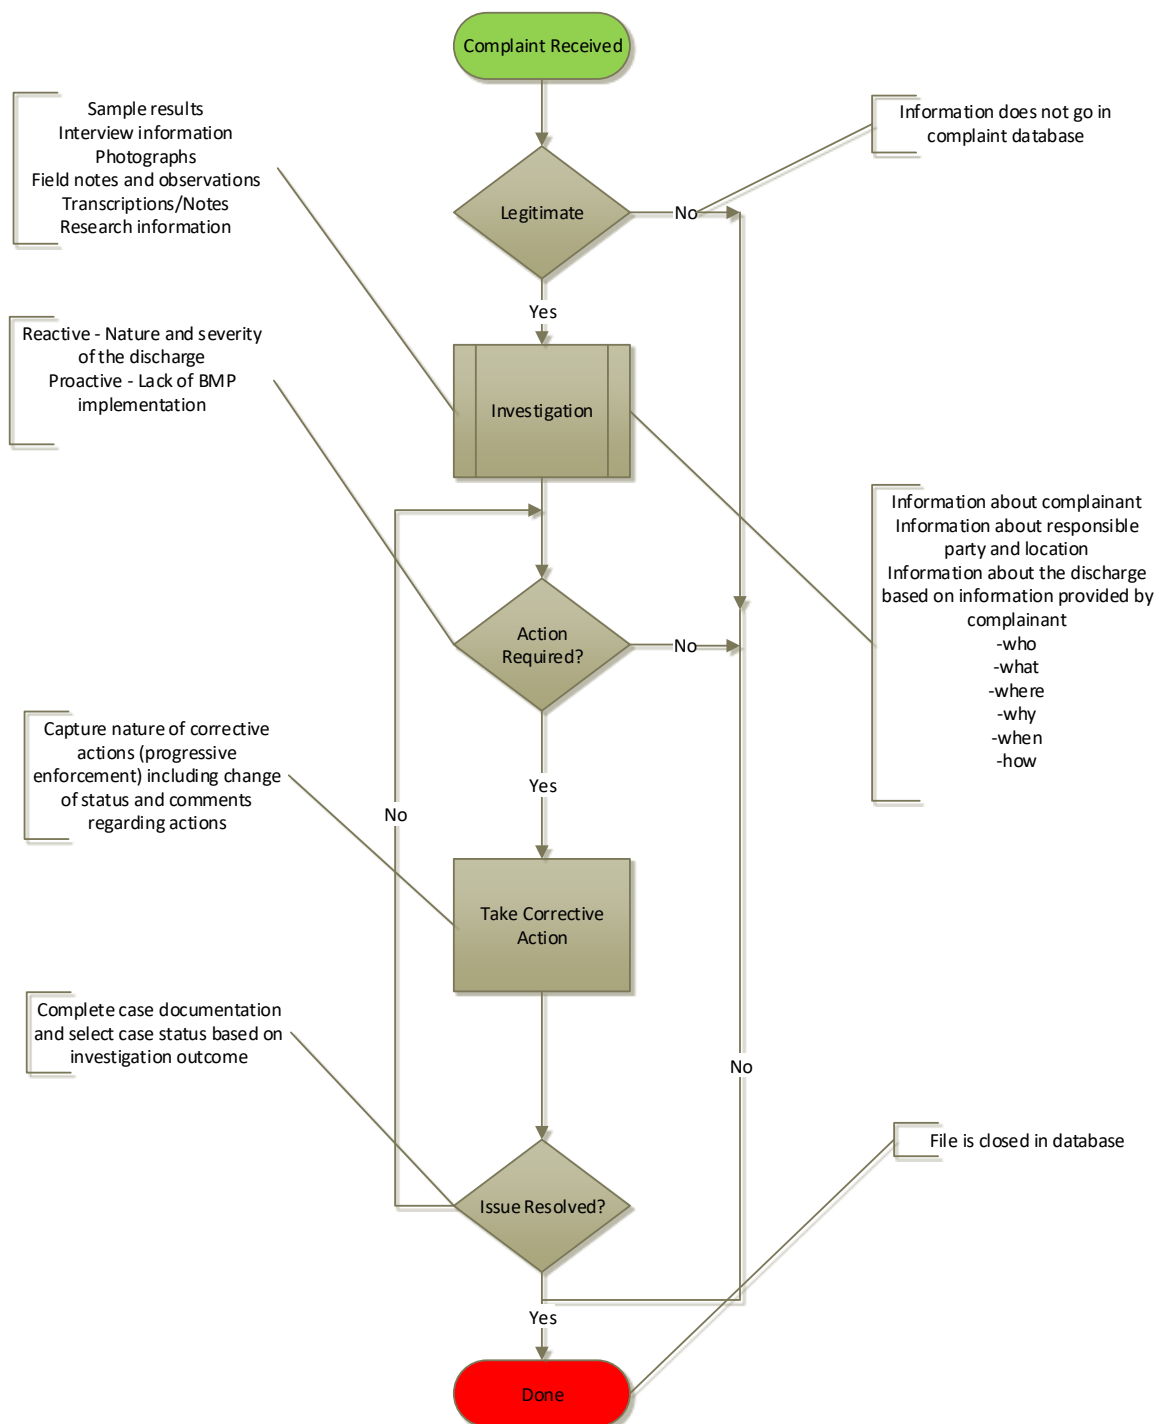 Complaint Received
Sample results
Interview information
Photographs
Field notes and observations
Transcriptions/Notes
Research information
Information does not go in
complaint database
Legitimate
No
Yes
Reactive - Nature and severity
of the discharge
Proactive - Lack of BMP
implementation
Investigation
Information about complainant
Information about responsible
party and location
Information about the discharge
based on information provided by
complainant
-who
-what
-where
-why
-when
-how
Action
Required?
No
Yes
Capture nature of corrective
actions (progressive
enforcement) including change
of status and comments
regarding actions
No
Take Corrective
Action
Complete case documentation
and select case status based on
investigation outcome
No
File is closed in database
Issue Resolved?
Yes
Done